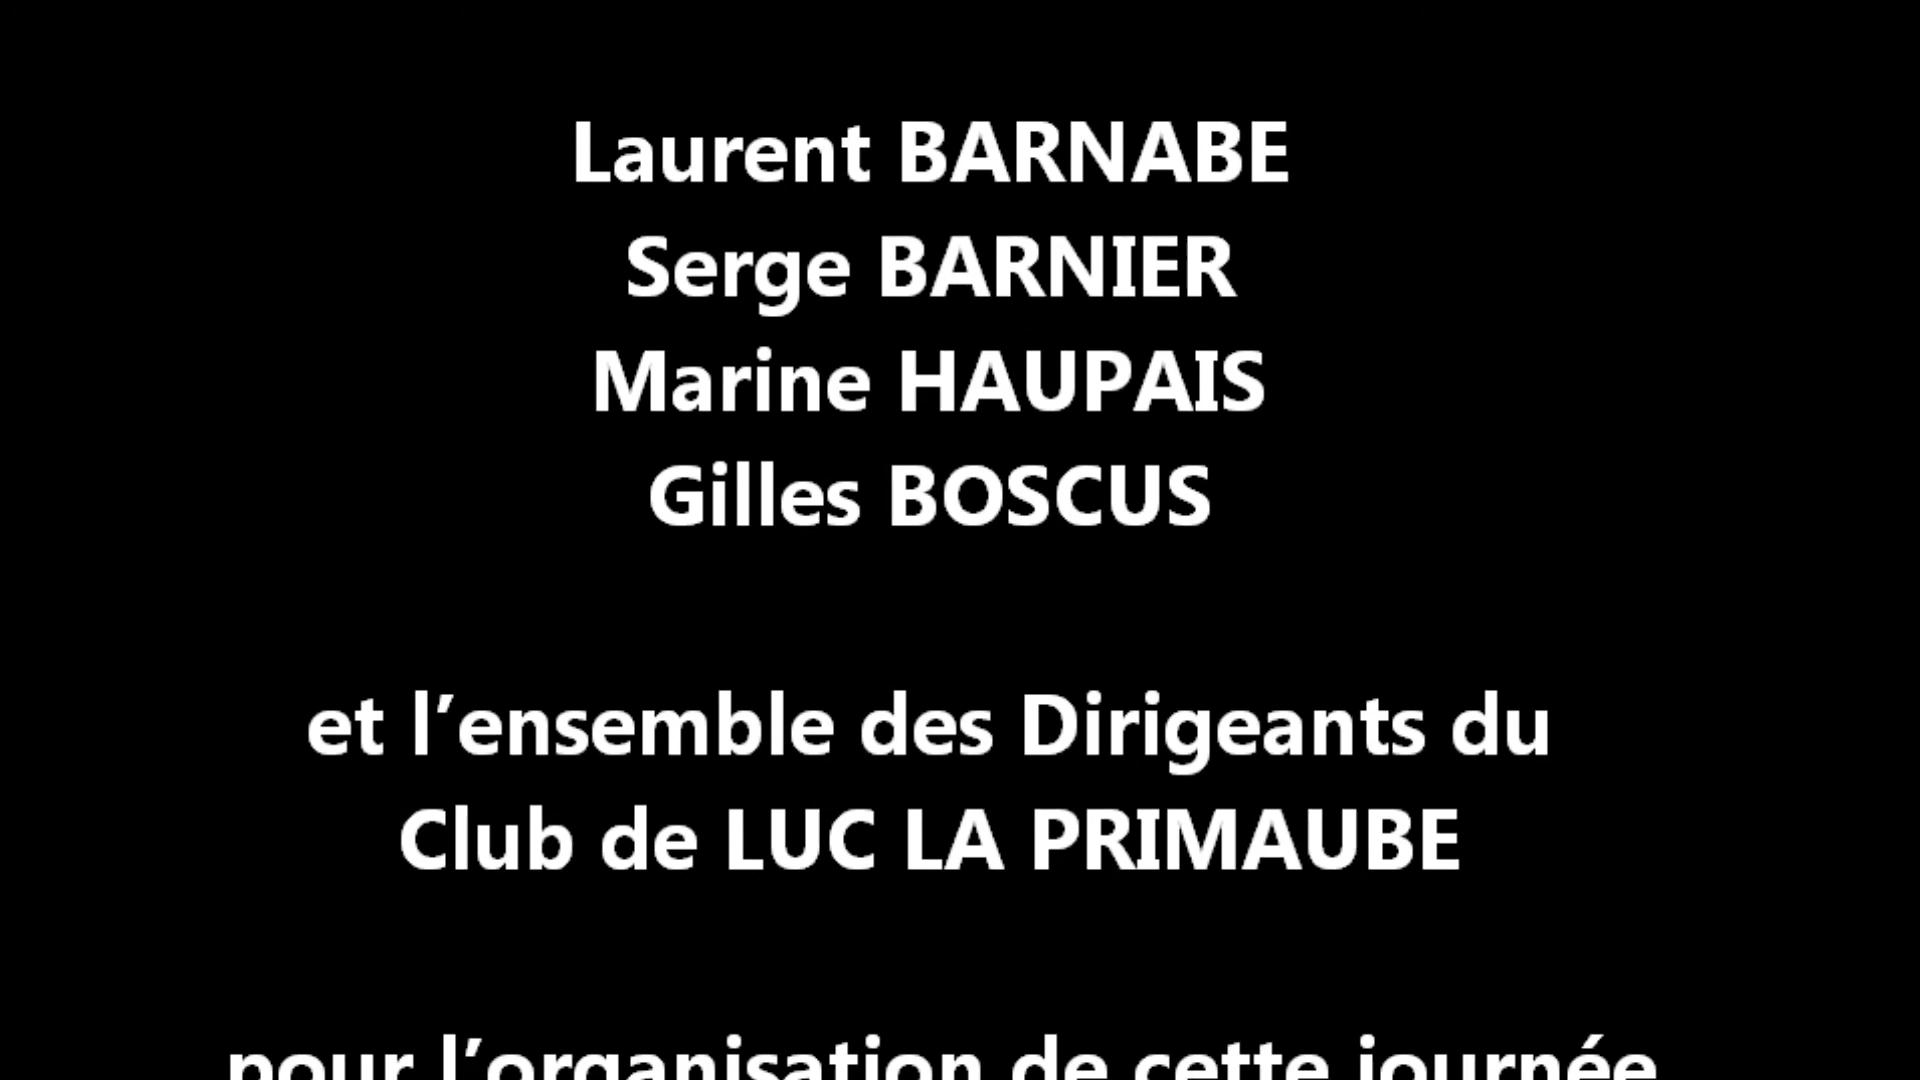 Laurent BARNABE
Serge BARNIER
Marine HAUPAIS
Gilles BOSCUS
et l’ensemble des Dirigeants du
Club de LUC LA PRIMAUBE
pour l’organisation de cette journée